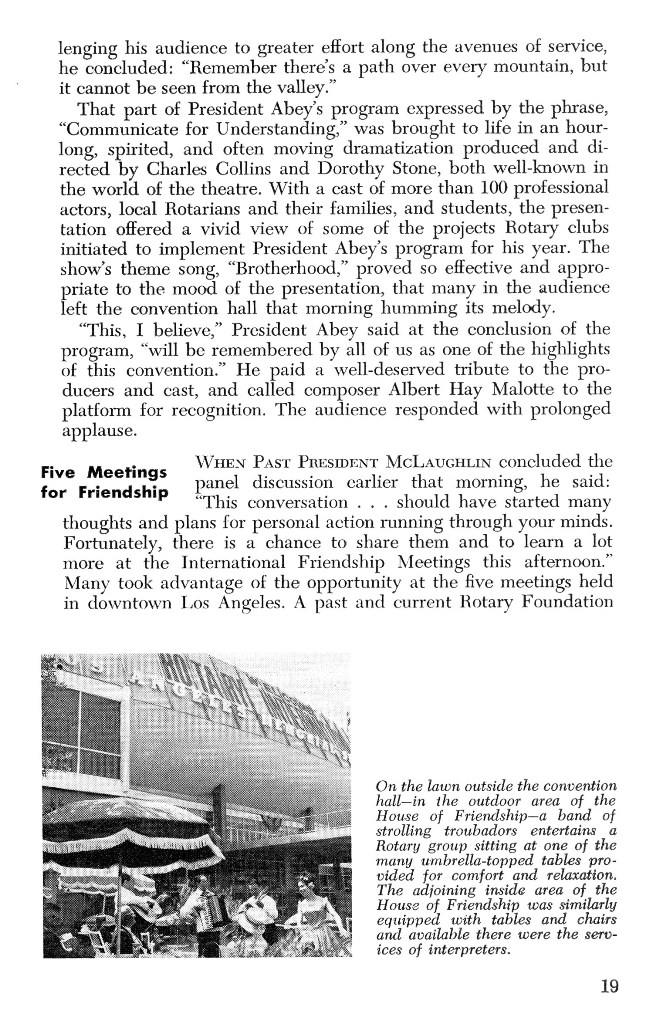 lenging his audience to greater effort along the avenues of service,
he concluded: “Remember there’s a path over every mountain, but
it cannot be seen from the valley.”
That part of President Abey’s program expressed by the phrase,
“Communicate for Understanding,” was brought to life in an hour-
long, spirited, and often moving dramatization produced and di-
rected by Charles Collins and Dorothy Stone, both well-known in
the world of the theatre. With a cast of more than 100 professional
actors, local Rotarians and their families, and students, the presen-
tation offered a vivid view of some of the projects Rotary clubs
initiated to implement President Abey’s program for his year. The
show’s theme song, “Brotherhood,” proved so effective and appro-
priate to the mood of the presentation, that many in the audience
left the convention hall that morning humming its melody.
“This, I believe,” President Abey said at the conclusion of the
program, “will be remembered by all of us as one of the highlights
of this convention.” He paid a well-deserved tribute to the pro-
ducers and cast, and called composer Albert Hay Malotte to the
platform for recognition. The audience responded with prolonged
applause.
Five Meetings
for Friendship
WHEN PAST PRESIDENT MCLAUGHLIN concluded the
panel discussion earlier that morning, he said:
“This conversation . . . should have started many
thoughts and plans for personal action running through your minds.
Fortunately, there is a chance to share them and to learn a lot
more at the International Friendship Meetings this afternoon.”
Many took advantage of the opportunity at the five meetings held
in downtown Los Angeles. A past and current Rotary Foundation
ROTARY
ANGELES
On the lawn outside the convention
hall—in the outdoor area of the
House of Friendship—a band of
strolling troubadors entertains a
Rotary group sitting at one of the
many umbrella-topped tables pro-
vided for comfort and relaxation.
The adjoining inside area of the
House of Friendship was similarly
equipped with tables and chairs
and available there were the serv-
ices of interpreters.
19